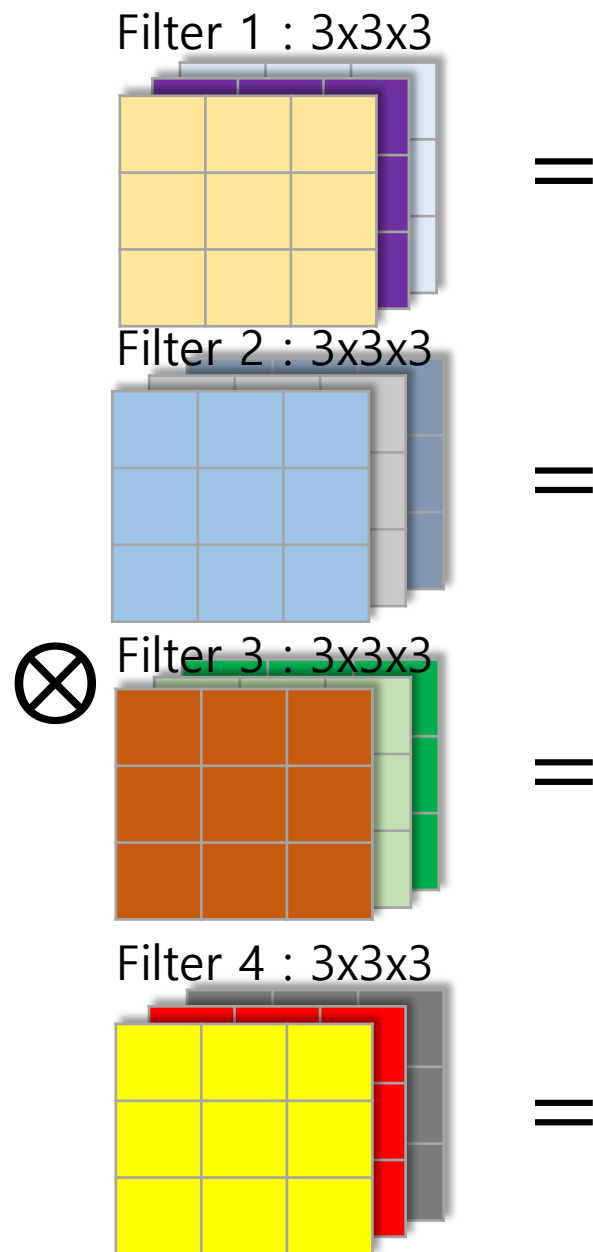 Filter 1 : 3x3x3
=
Filter 2 : 3x3x3
=
⊗
Filter 3 : 3x3x3
=
Filter 4 : 3x3x3
=